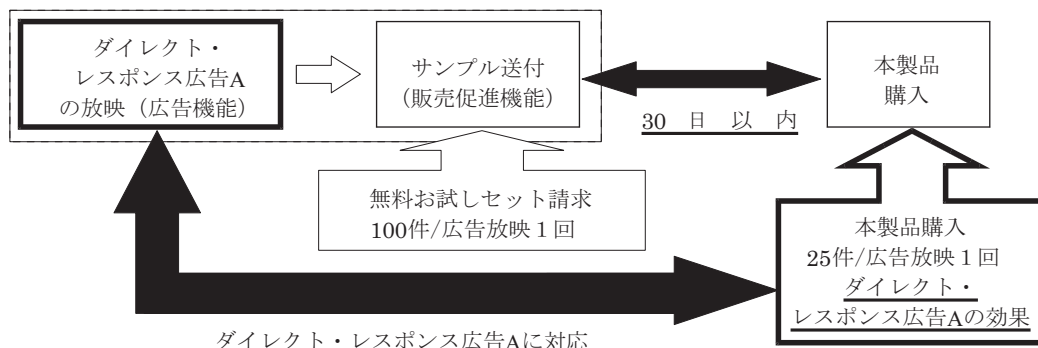 ダイレクト・
レスポンス広告A
の放映（広告機能）
サンプル送付
（販売促進機能）
本製品
購入
30日以内
無料お試しセット請求
100件/広告放映１回
本製品購入
25件/広告放映１回
ダイレクト・
レスポンス広告Aの効果
ダイレクト・レスポンス広告Aに対応